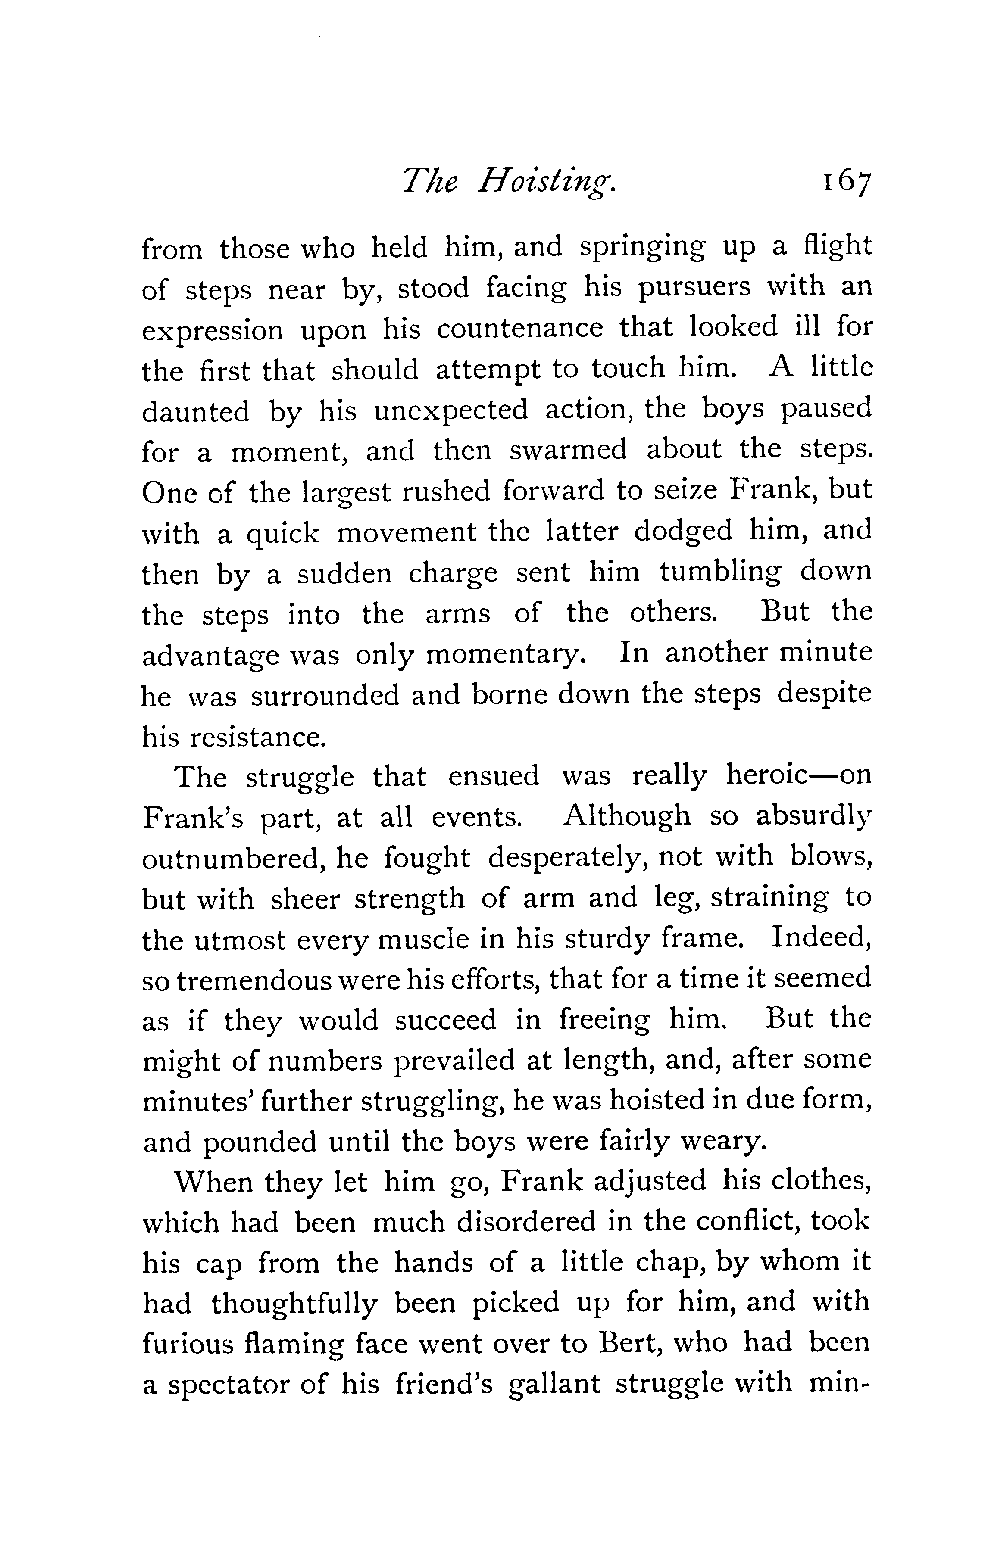 The Hoisting. 167
from those who held him, and springing up a flight
of steps near by, stood facing his pursuers with an
expression upon his countenance that looked ill for
the first that should attempt to touch him. A little
daunted by his unexpected action, the boys paused
for a moment, and then swarmed about the steps.
One of the largest rushed forward to seize Frank, but
with a quick movement the latter dodged him, and
then by a sudden charge sent him tumbling down
the steps into the arms of the others. But the
advantage was only momentary. In another minute
he was surrounded and borne down the steps despite
his resistance.
The struggle that ensued was really heroic—on
Frank's part, at all events. Although so absurdly
outnumbered, he fought desperately, not with blows,
but with sheer strength of arm and leg, straining to
the utmost every muscle in his sturdy frame. Indeed,
so tremendous were his efforts, that for a time it seemed
as if they would succeed in freeing him. But the
might of numbers prevailed at length, and, after some
minutes' further struggling, he was hoisted in due form,
and pounded until the boys were fairly weary.
When they let him go, Frank adjusted his clothes,
which had been much disordered in the conflict, took
his cap from the hands of a little chap, by whom it
had thoughtfully been picked up for him, and with
furious flaming face went over to Bert, who had been
a spectator of his friend's gallant struggle with min-